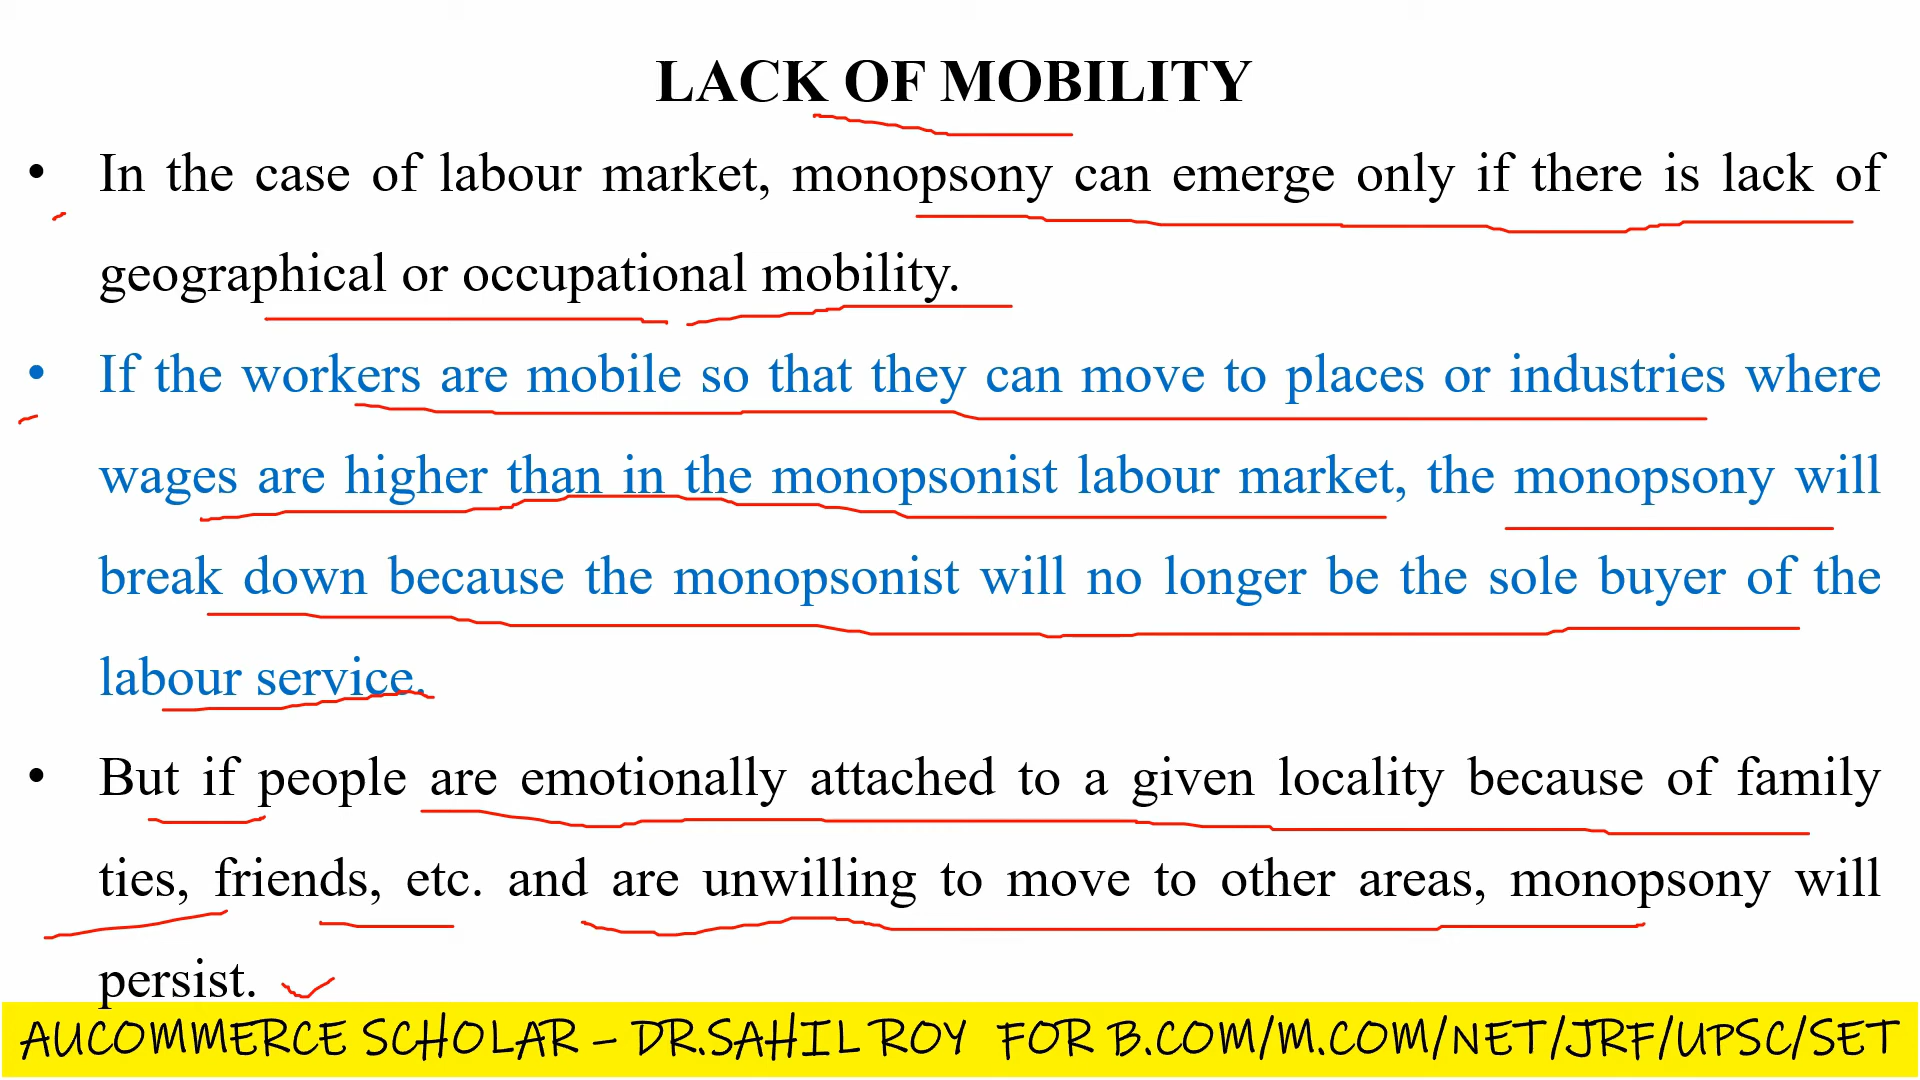 LACK OF MOBILITY
• In the case of labour market, monopsony can emerge only if there is lack of
geographical or occupational mobility.
• If the workers are mobile so that they can move to places or industries where
wages are higher than in the monopsonist labour market, the monopsony will
break down because the monopsonist will no longer be the sole buyer of the
labour service.
• But if people are emotionally attached to a given locality because of family
ties, friends, etc. and are unwilling to move to other areas, monopsony will
persist.
AUCOMMERCE SCHOLAR – DR.SAHIL ROY FOR B.COM/M.COM/NET/JRF/UPSC/SET